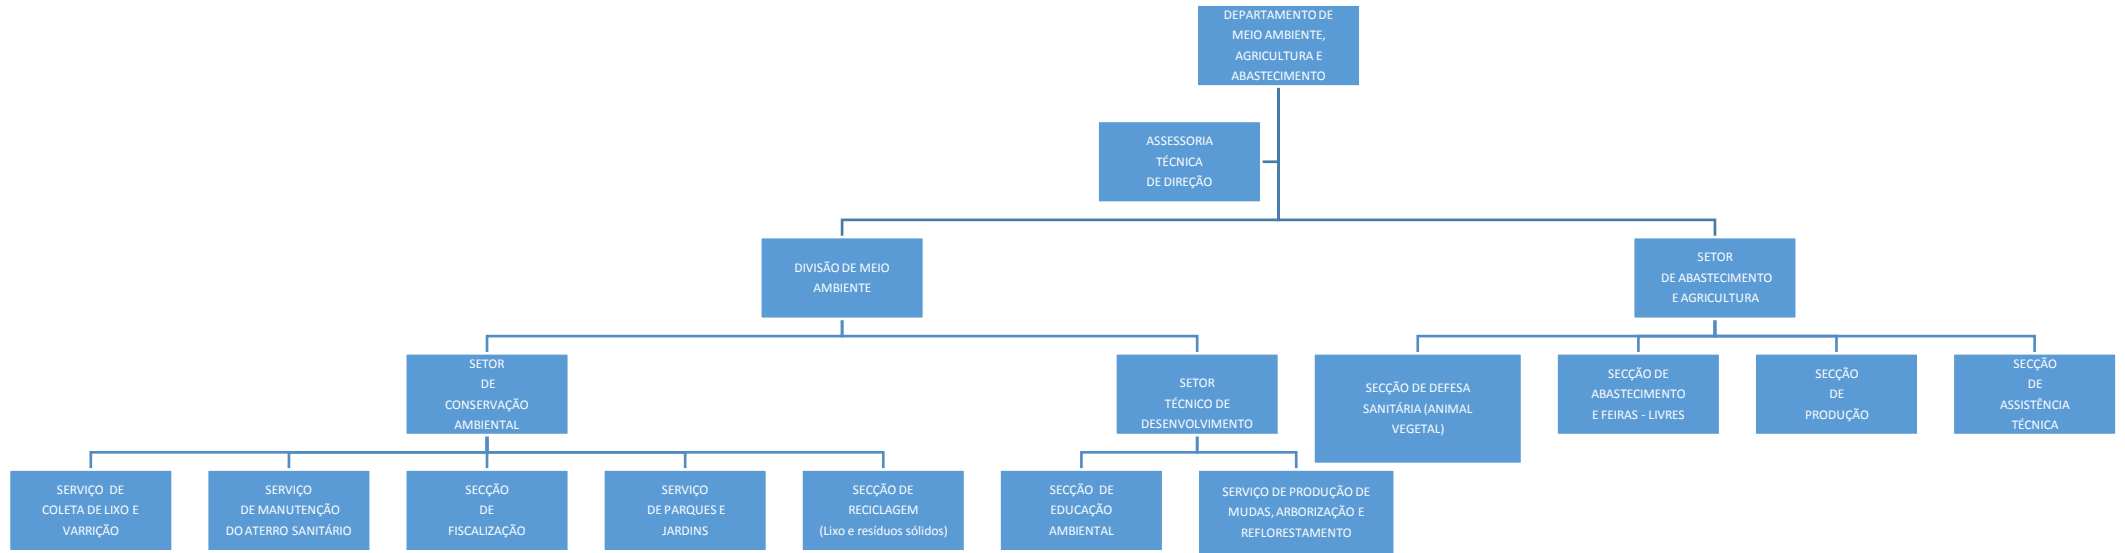 DEPARTAMENTO DE
MEIO AMBIENTE,
AGRICULTURA E
ABASTECIMENTO
ASSESSORIA
TÉCNICA
DE DIREÇÃO
DIVISÃO DE MEIO
AMBIENTE
SETOR
DE ABASTECIMENTO
E AGRICULTURA
SETOR
DE
CONSERVAÇÃO
AMBIENTAL
SETOR
TÉCNICO DE
DESENVOLVIMENTO
SECÇÃO DE DEFESA
SANITÁRIA (ANIMAL
VEGETAL)
SECÇÃO DE
ABASTECIMENTO
E FEIRAS - LIVRES
SECÇÃO
DE
PRODUÇÃO
SECÇÃO
DE
ASSISTÊNCIA
TÉCNICA
SERVIÇO DE
COLETA DE LIXO E
VARRIÇÃO
SERVIÇO
DE MANUTENÇÃO
DO ATERRO SANITÁRIO
SECÇÃO
DE
FISCALIZAÇÃO
SERVIÇO
DE PARQUES E
JARDINS
SECÇÃO DE
RECICLAGEM
(Lixo e resíduos sólidos)
SECÇÃO DE
EDUCAÇÃO
AMBIENTAL
SERVIÇO DE PRODUÇÃO DE
MUDAS, ARBORIZAÇÃO E
REFLORESTAMENTO